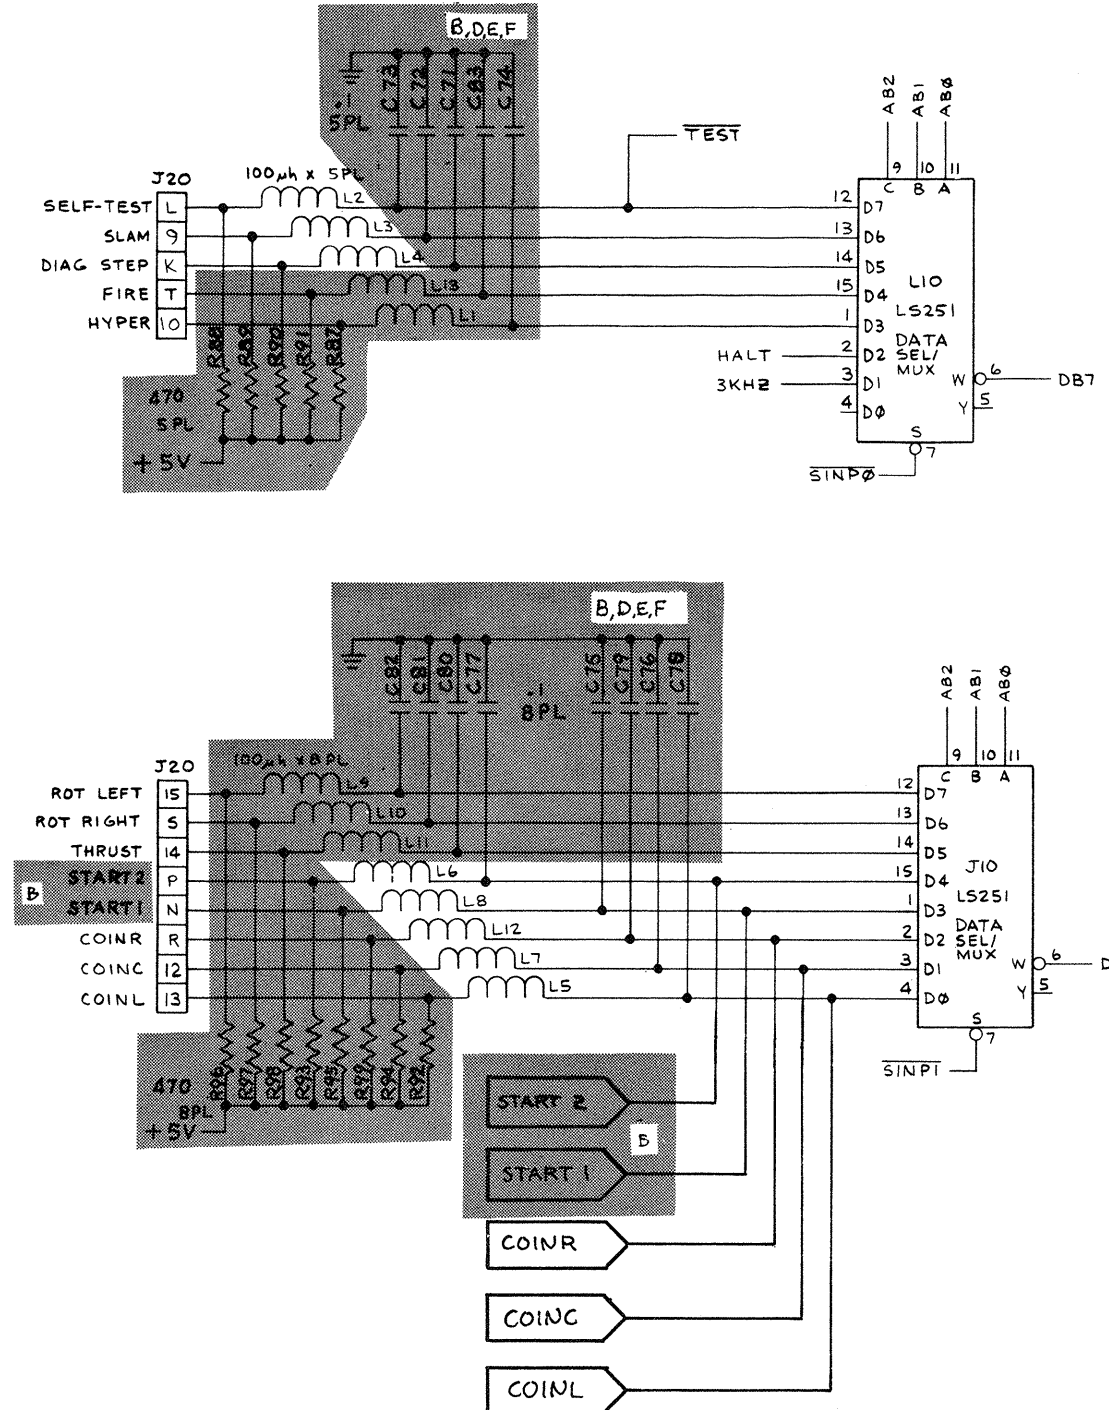 B,D,E,F
C73 C72 C71 C83 C74
.1
5PL
TEST
AB2 AB1 ABØ
9 10 11
C B A
J20
100µh x 5PL
SELF-TEST L L2 12 D7
SLAM 9 L3 13 D6
DIAG STEP K L4 14 D5
FIRE T L13 15 D4
HYPER 10 L1 1 D3
L10
LS251
DATA
SEL/
MUX
HALT 2 D2
3KHZ 3 D1
4 DØ
W 6 DB7
Y 5
S
7
SINPØ
R88 R89 R90 R91 R87
470
5PL
+5V
B,D,E,F
C82 C81 C80 C77 C75 C79 C76 C78
.1
8PL
AB2 AB1 ABØ
9 10 11
C B A
J20
100µh x 8PL
ROT LEFT 15 L9 12 D7
ROT RIGHT S L10 13 D6
THRUST 14 L11 14 D5
START2 P L6 15 D4
B
START1 N L8 1 D3
COINR R L12 2 D2
COINC 12 L7 3 D1
COINL 13 L5 4 DØ
J10
LS251
DATA
SEL/
MUX
W 6 D
Y 5
S
7
SINP1
R96 R97 R98 R93 R95 R99 R94 R92
470
8PL
+5V
START 2
B
START 1
COINR
COINC
COINL